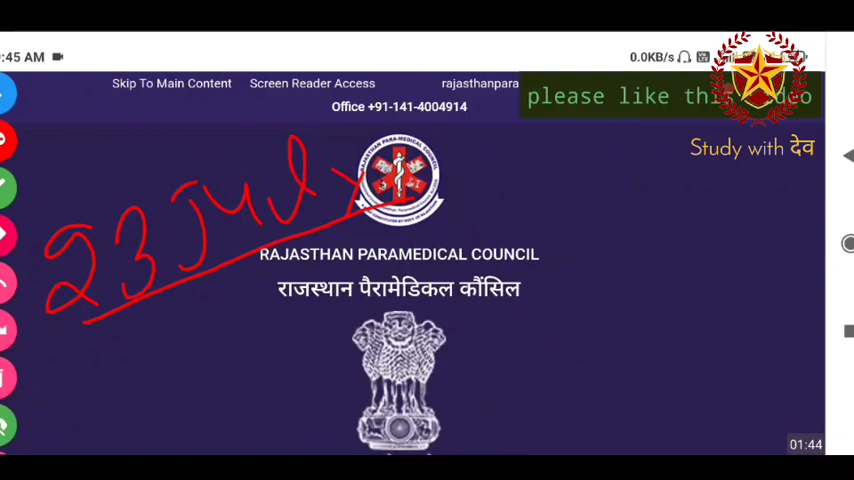 :45 AM
0.0KB/s
Skip To Main Content Screen Reader Access rajasthanpara
Office +91-141-4004914
please like this
Study with देव
23 July
RAJASTHAN PARAMEDICAL COUNCIL
राजस्थान पैरामेडिकल कौंसिल
01:44